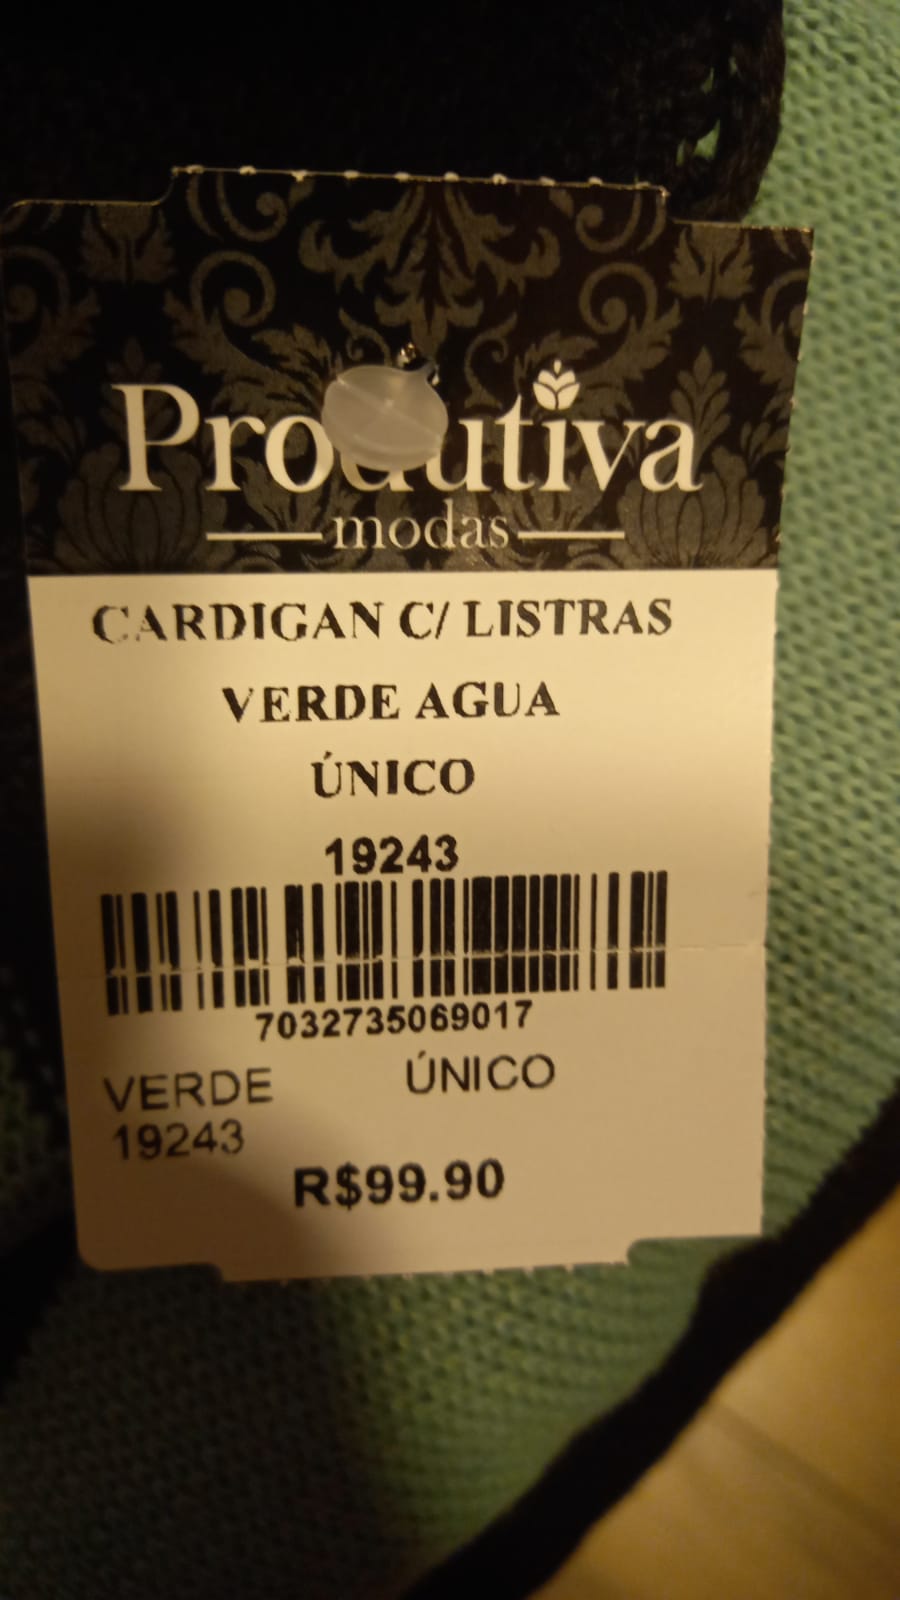 Produtiva
modas
CARDIGAN C/ LISTRAS
VERDE AGUA
ÚNICO
19243
7032735069017
VERDE ÚNICO
19243
R$99.90